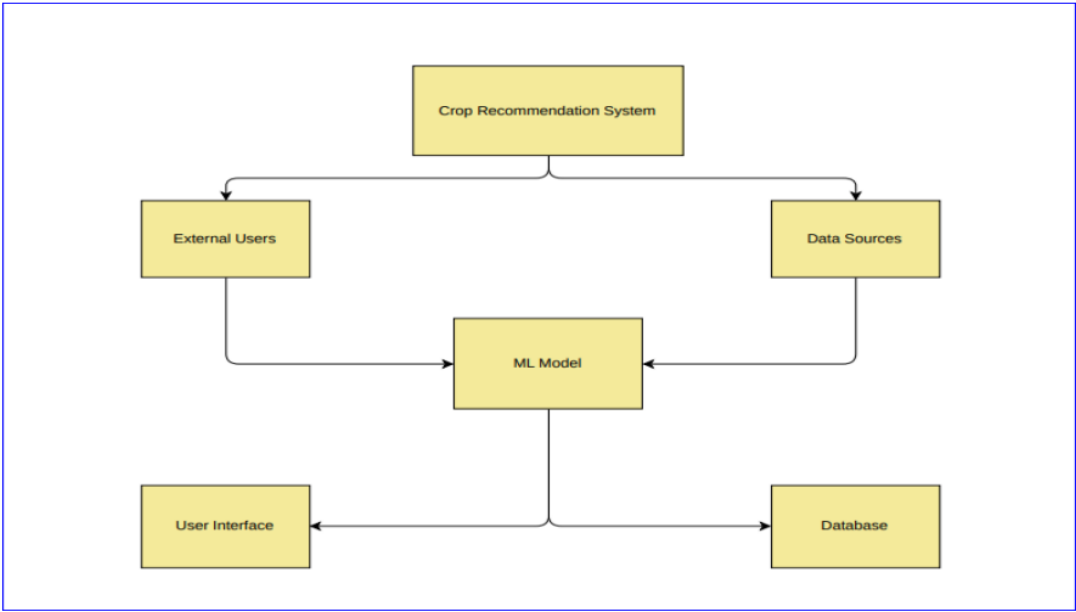 Crop Recommendation System
External Users
Data Sources
ML Model
User Interface
Database